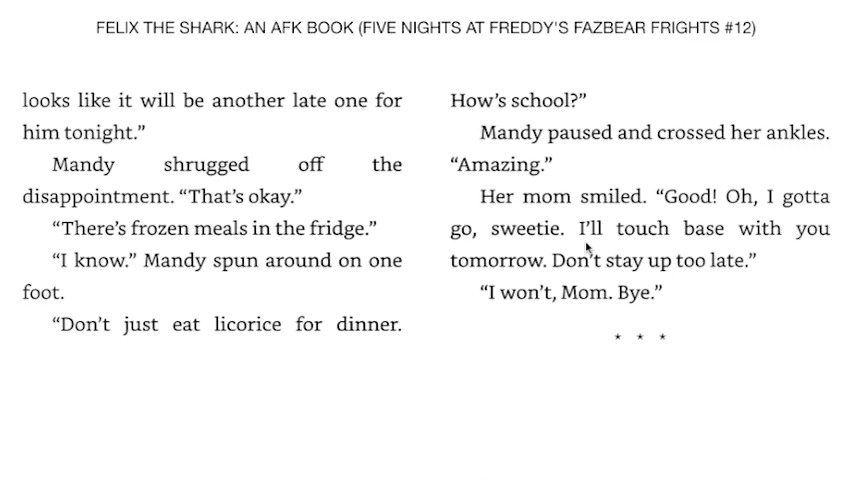 FELIX THE SHARK: AN AFK BOOK (FIVE NIGHTS AT FREDDY'S FAZBEAR FRIGHTS #12)
looks like it will be another late one for
him tonight.”
Mandy shrugged off the
disappointment. “That’s okay.”
“There’s frozen meals in the fridge.”
“I know.” Mandy spun around on one
foot.
“Don’t just eat licorice for dinner.
How’s school?”
Mandy paused and crossed her ankles.
“Amazing.”
Her mom smiled. “Good! Oh, I gotta
go, sweetie. I’ll touch base with you
tomorrow. Don’t stay up too late.”
“I won’t, Mom. Bye.”
* * *